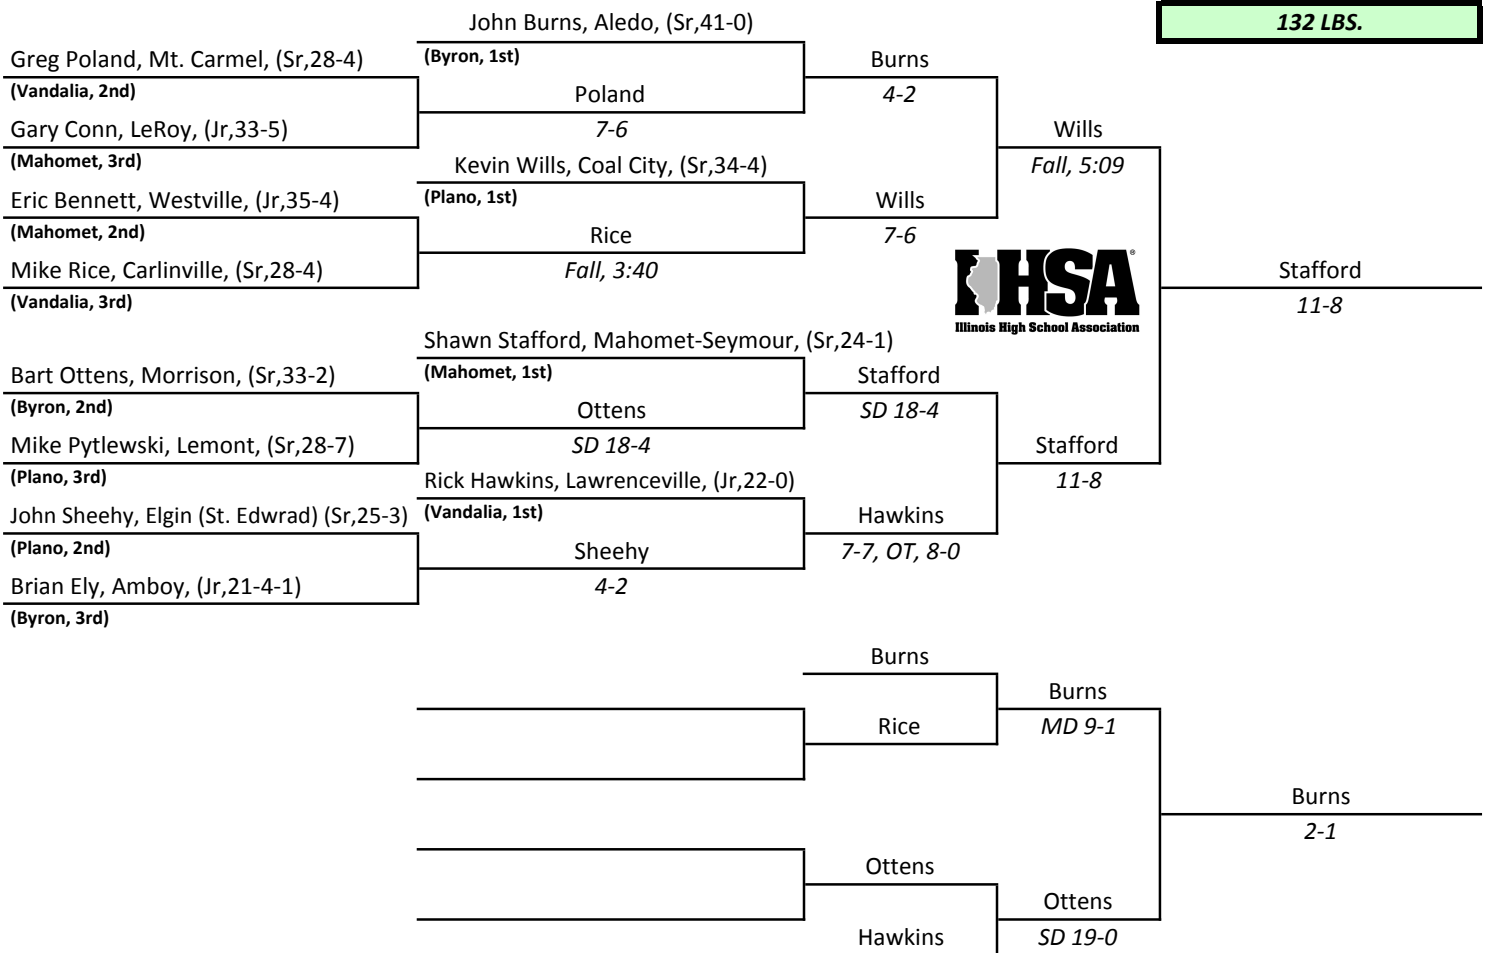 John Burns, Aledo, (Sr,41-0)
132 LBS.
Greg Poland, Mt. Carmel, (Sr,28-4)
(Byron, 1st)
Burns
(Vandalia, 2nd)
Poland
4-2
Gary Conn, LeRoy, (Jr,33-5)
7-6
Wills
(Mahomet, 3rd)
Kevin Wills, Coal City, (Sr,34-4)
Fall, 5:09
Eric Bennett, Westville, (Jr,35-4)
(Plano, 1st)
Wills
(Mahomet, 2nd)
Rice
7-6
Mike Rice, Carlinville, (Sr,28-4)
Fall, 3:40
IHSA®
Stafford
(Vandalia, 3rd)
11-8
Illinois High School Association
Shawn Stafford, Mahomet-Seymour, (Sr,24-1)
Bart Ottens, Morrison, (Sr,33-2)
(Mahomet, 1st)
Stafford
(Byron, 2nd)
Ottens
SD 18-4
Mike Pytlewski, Lemont, (Sr,28-7)
SD 18-4
Stafford
(Plano, 3rd)
Rick Hawkins, Lawrenceville, (Jr,22-0)
11-8
John Sheehy, Elgin (St. Edwrad) (Sr,25-3)
(Vandalia, 1st)
Hawkins
(Plano, 2nd)
Sheehy
7-7, OT, 8-0
Brian Ely, Amboy, (Jr,21-4-1)
4-2
(Byron, 3rd)
Burns
Burns
Rice
MD 9-1
Burns
2-1
Ottens
Ottens
Hawkins
SD 19-0